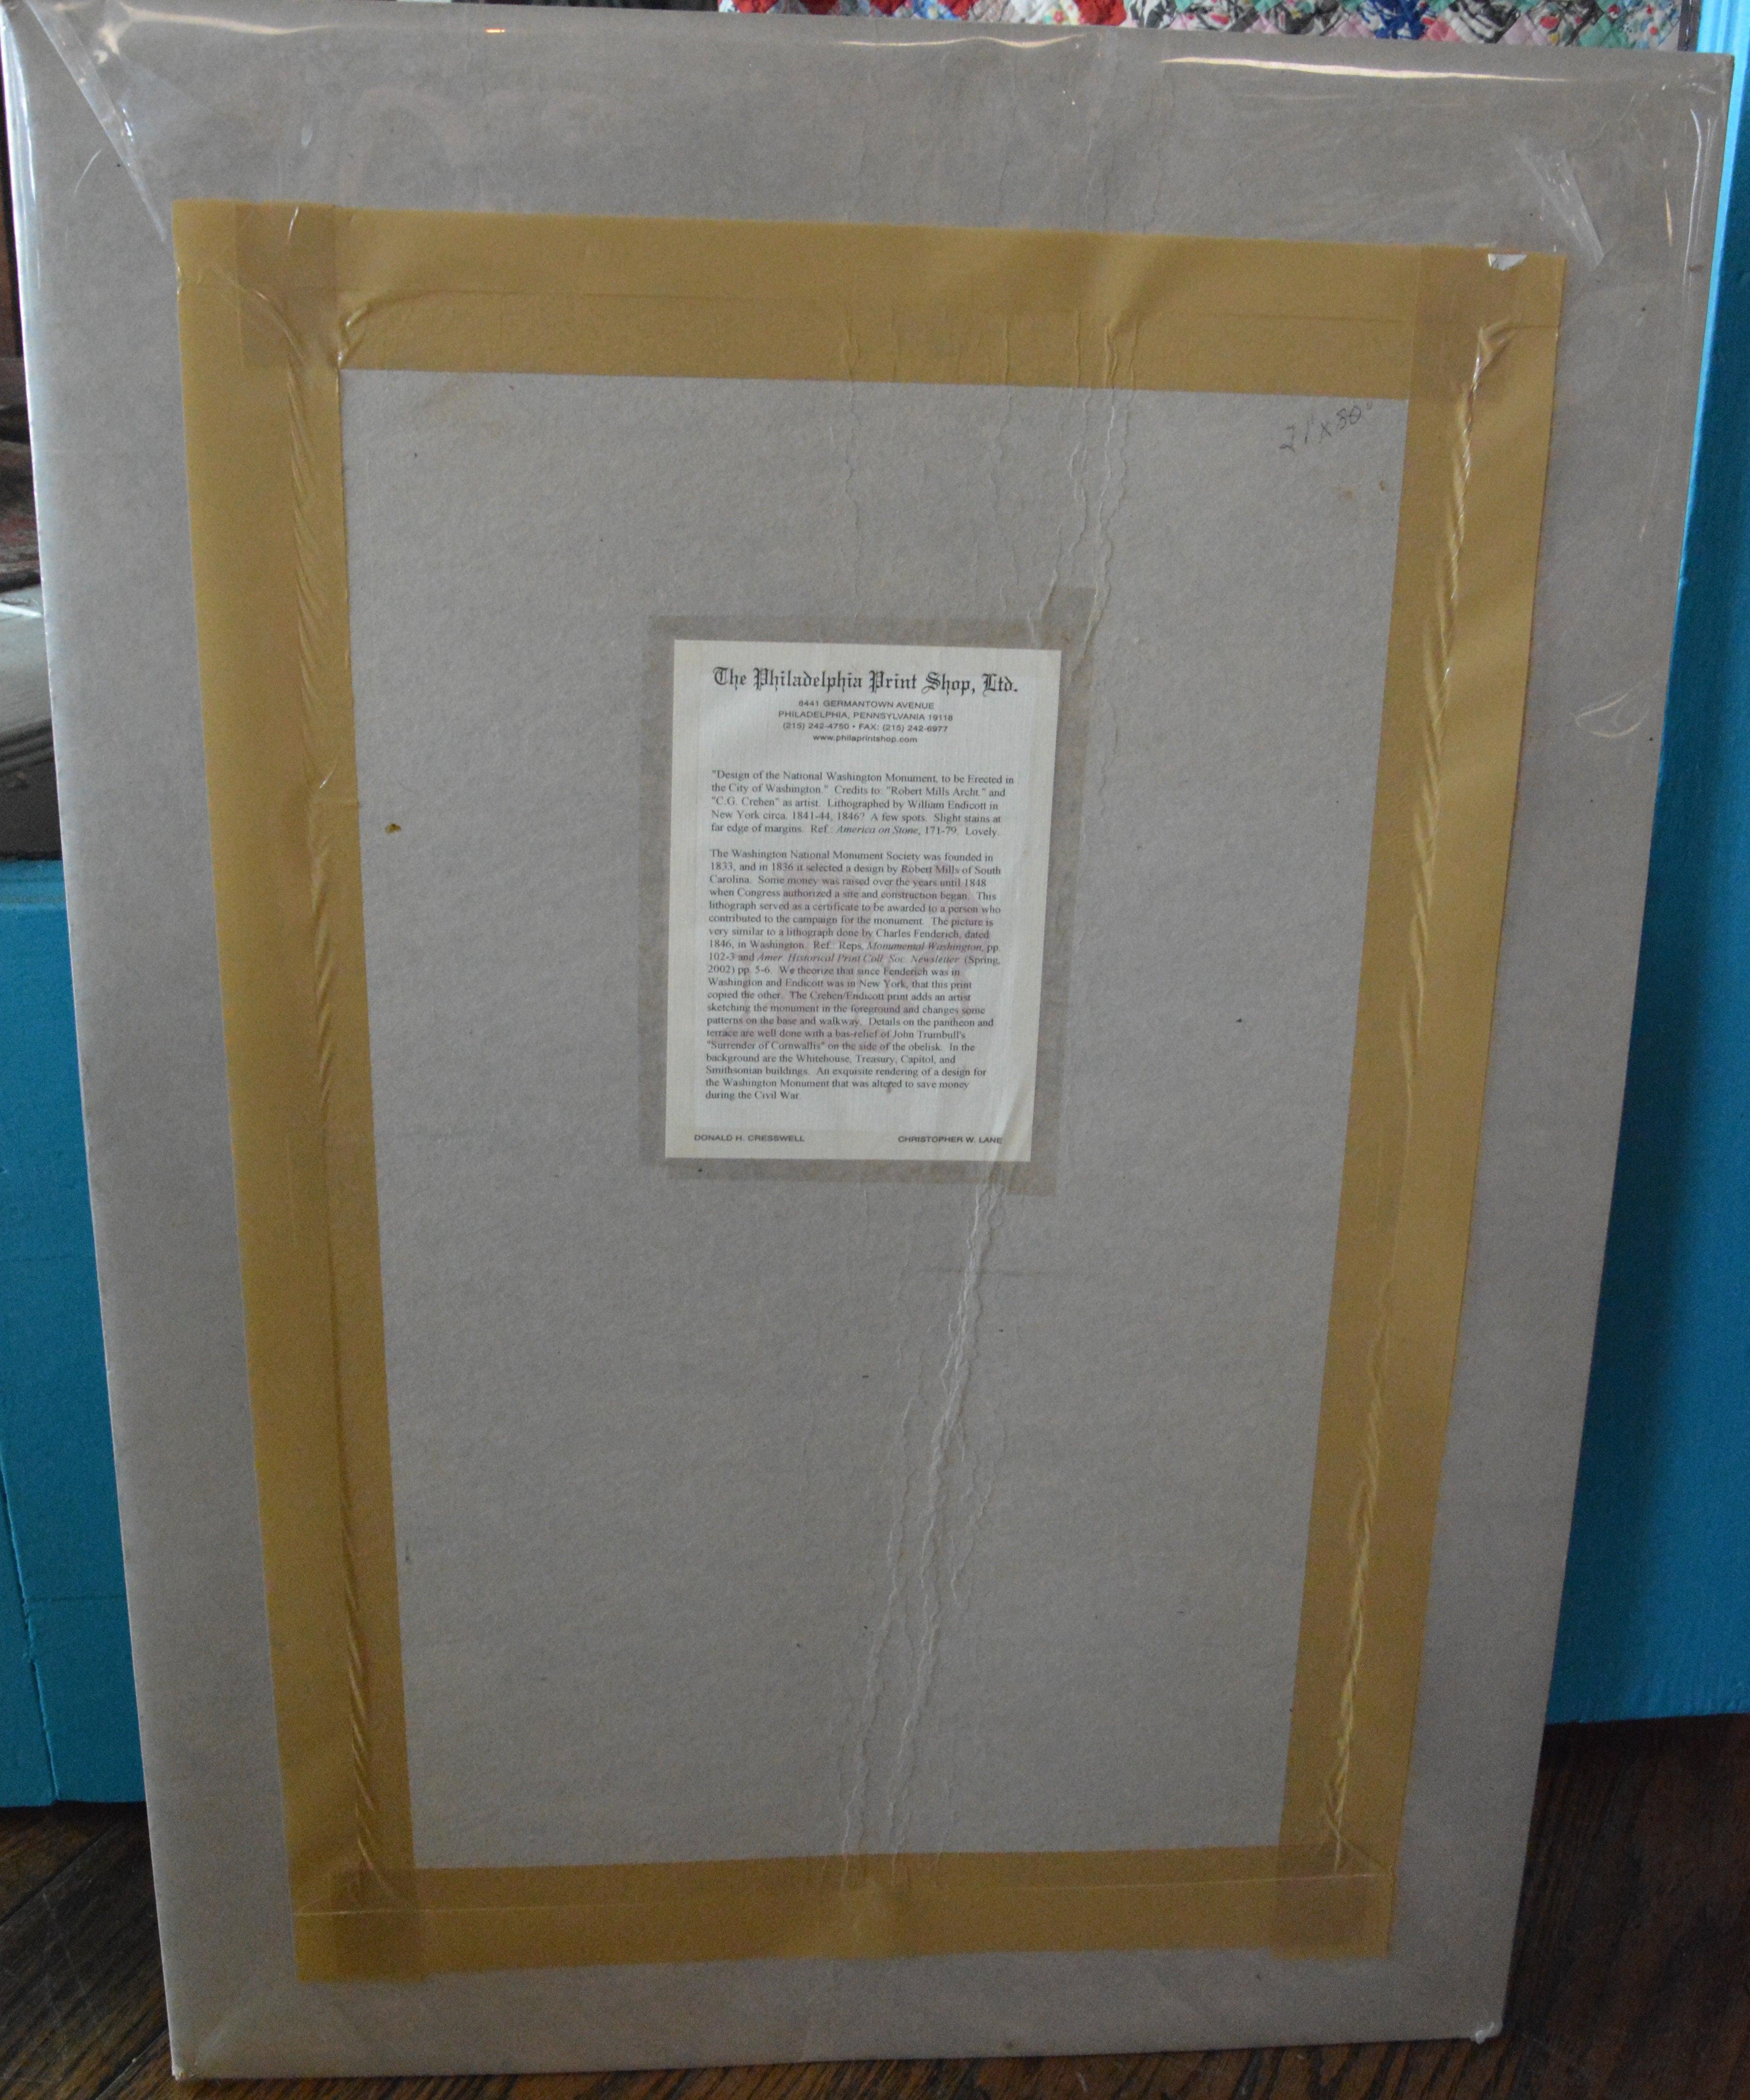 21"x30"
The Philadelphia Print Shop, Ltd.
8441 GERMANTOWN AVENUE
PHILADELPHIA, PENNSYLVANIA 19118
(215) 242-4750 • FAX: (215) 242-6977
www.philaprintshop.com
"Design of the National Washington Monument, to be Erected in
the City of Washington." Credits to: "Robert Mills Archt." and
"C.G. Crehen" as artist. Lithographed by William Endicott in
New York circa. 1841-44, 1846? A few spots. Slight stains at
far edge of margins. Ref.: America on Stone, 171-79. Lovely.
The Washington National Monument Society was founded in
1833, and in 1836 it selected a design by Robert Mills of South
Carolina. Some money was raised over the years until 1848
when Congress authorized a site and construction began. This
lithograph served as a certificate to be awarded to a person who
contributed to the campaign for the monument. The picture is
very similar to a lithograph done by Charles Fenderich, dated
1846, in Washington. Ref.: Reps, Monumental Washington, pp.
102-3 and Amer. Historical Print Coll. Soc. Newsletter (Spring,
2002) pp. 5-6. We theorize that since Fenderich was in
Washington and Endicott was in New York, that this print
copied the other. The Crehen/Endicott print adds an artist
sketching the monument in the foreground and changes some
patterns on the base and walkway. Details on the pantheon and
terrace are well done with a bas-relief of John Trumbull's
"Surrender of Cornwallis" on the side of the obelisk. In the
background are the Whitehouse, Treasury, Capitol, and
Smithsonian buildings. An exquisite rendering of a design for
the Washington Monument that was altered to save money
during the Civil War.
DONALD H. CRESSWELL CHRISTOPHER W. LANE